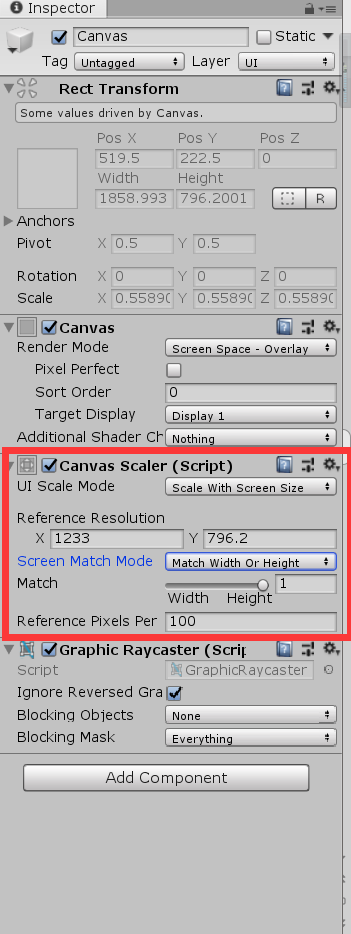 Inspector
Canvas Static
Tag Untagged Layer UI
Rect Transform
Some values driven by Canvas.
Pos X Pos Y Pos Z
519.5 222.5 0
Width Height
1858.993 796.2001 R
Anchors
Pivot X 0.5 Y 0.5
Rotation X 0 Y 0 Z 0
Scale X 0.5589 Y 0.5589 Z 0.5589
Canvas
Render Mode Screen Space - Overlay
Pixel Perfect
Sort Order 0
Target Display Display 1
Additional Shader Ch Nothing
Canvas Scaler (Script)
UI Scale Mode Scale With Screen Size
Reference Resolution
X 1233 Y 796.2
Screen Match Mode Match Width Or Height
Match 1
Width Height
Reference Pixels Per 100
Graphic Raycaster (Scrip
Script GraphicRaycaster
Ignore Reversed Gra
Blocking Objects None
Blocking Mask Everything
Add Component